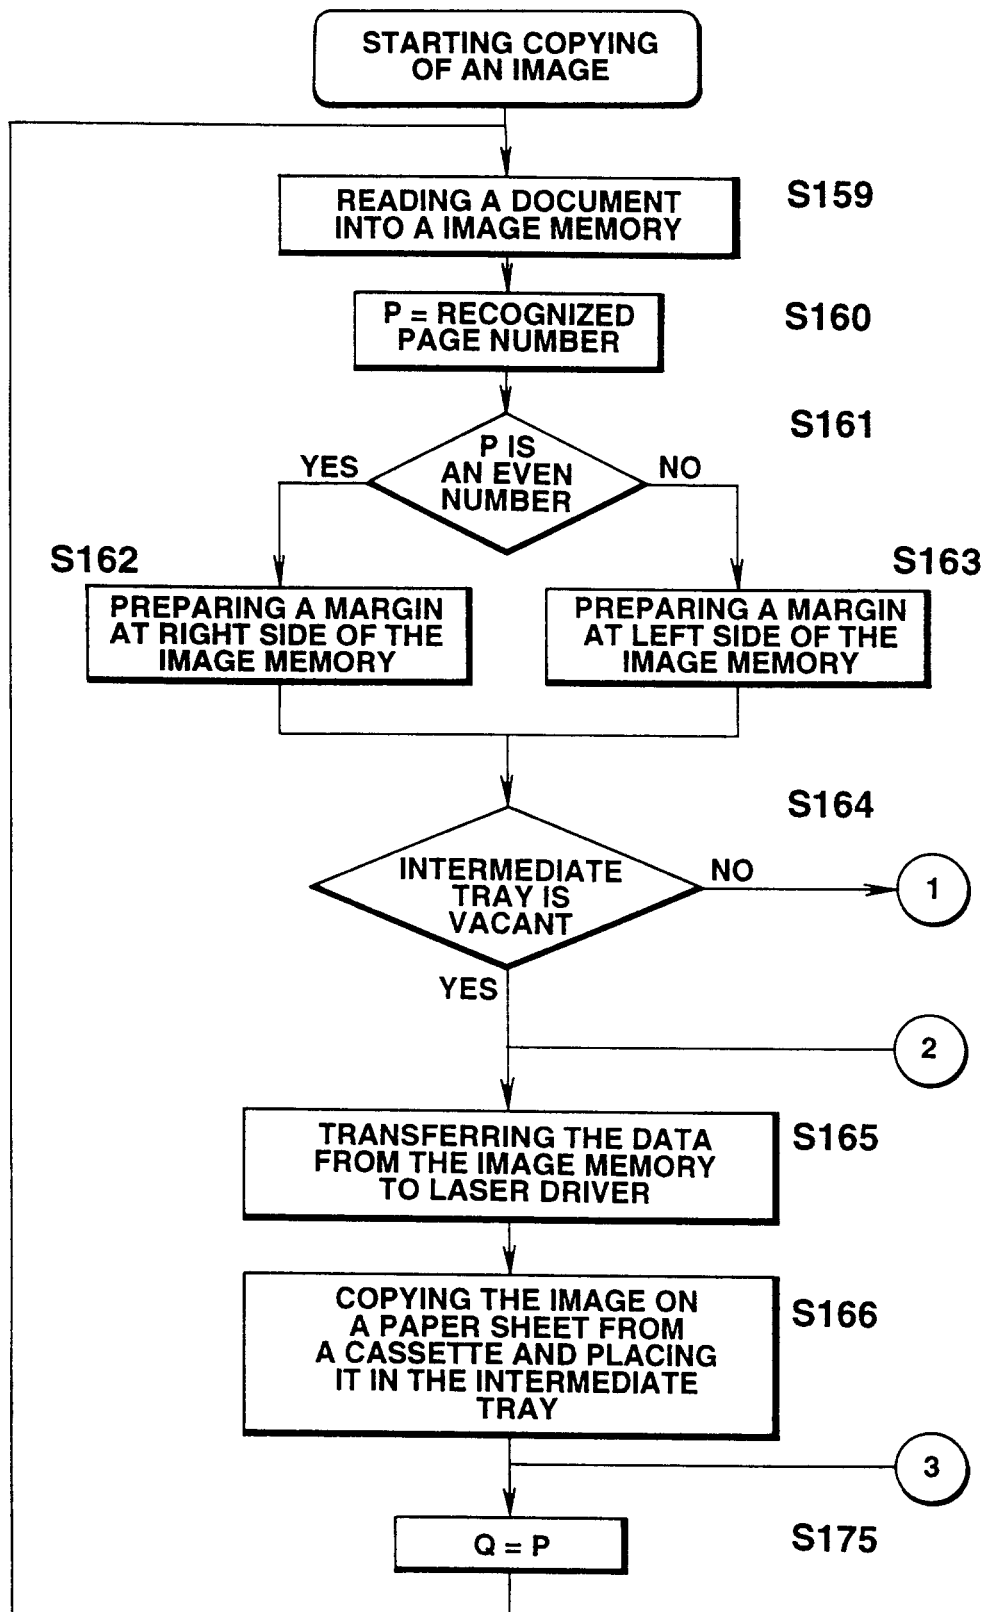 STARTING COPYING
OF AN IMAGE
S159
READING A DOCUMENT
INTO A IMAGE MEMORY
S160
P = RECOGNIZED
PAGE NUMBER
S161
P IS
AN EVEN
NUMBER
YES
NO
S162
PREPARING A MARGIN
AT RIGHT SIDE OF THE
IMAGE MEMORY
S163
PREPARING A MARGIN
AT LEFT SIDE OF THE
IMAGE MEMORY
S164
INTERMEDIATE
TRAY IS
VACANT
NO
1
YES
2
S165
TRANSFERRING THE DATA
FROM THE IMAGE MEMORY
TO LASER DRIVER
S166
COPYING THE IMAGE ON
A PAPER SHEET FROM
A CASSETTE AND PLACING
IT IN THE INTERMEDIATE
TRAY
3
S175
Q = P